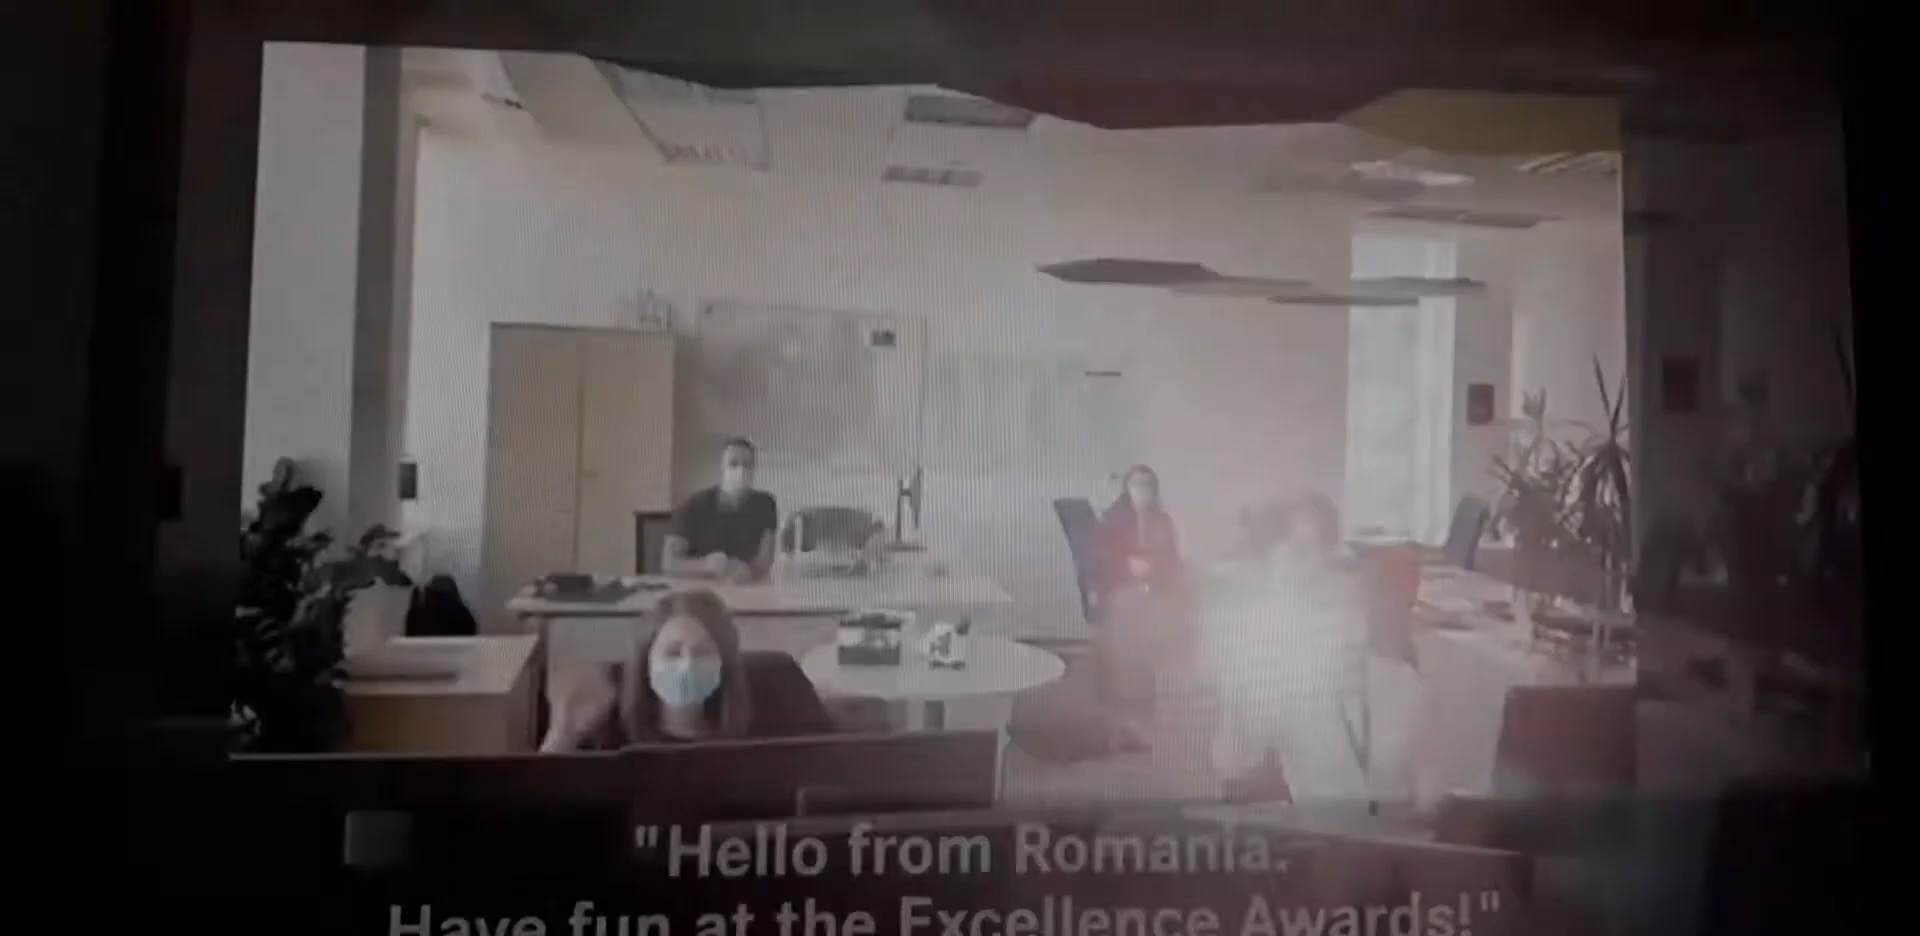 "Hello from Romania.
Have fun at the Excellence Awards!"